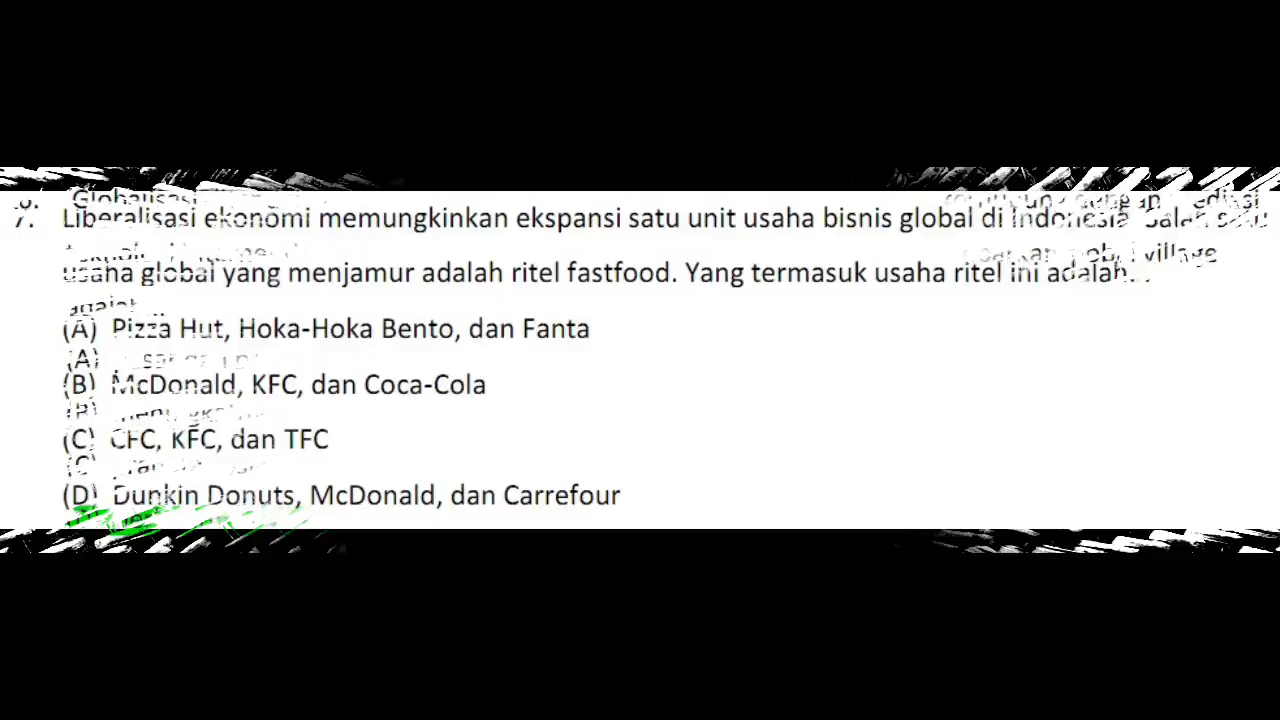 7. Liberalisasi ekonomi memungkinkan ekspansi satu unit usaha bisnis global di Indonesia
usaha global yang menjamur adalah ritel fastfood. Yang termasuk usaha ritel ini adalah...
(A) Pizza Hut, Hoka-Hoka Bento, dan Fanta
(B) McDonald, KFC, dan Coca-Cola
(C) CFC, KFC, dan TFC
(D) Dunkin Donuts, McDonald, dan Carrefour